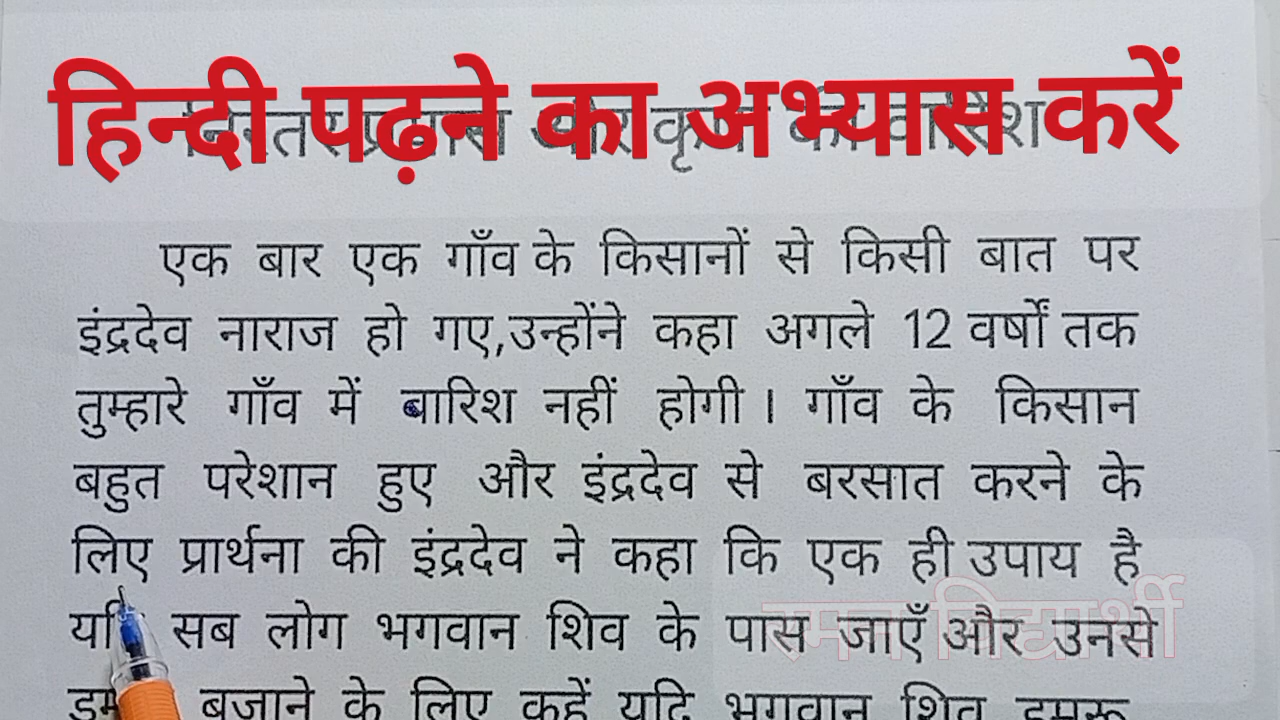 हिन्दी पढ़ने का अभ्यास करें
एक बार एक गाँव के किसानों से किसी बात पर
इंद्रदेव नाराज हो गए,उन्होंने कहा अगले 12 वर्षों तक
तुम्हारे गाँव में बारिश नहीं होगी । गाँव के किसान
बहुत परेशान हुए और इंद्रदेव से बरसात करने के
लिए प्रार्थना की इंद्रदेव ने कहा कि एक ही उपाय है
सब लोग भगवान शिव के पास जाएँ और उनसे
बजाने के लिए कहें यदि भगवान शिव डमरू